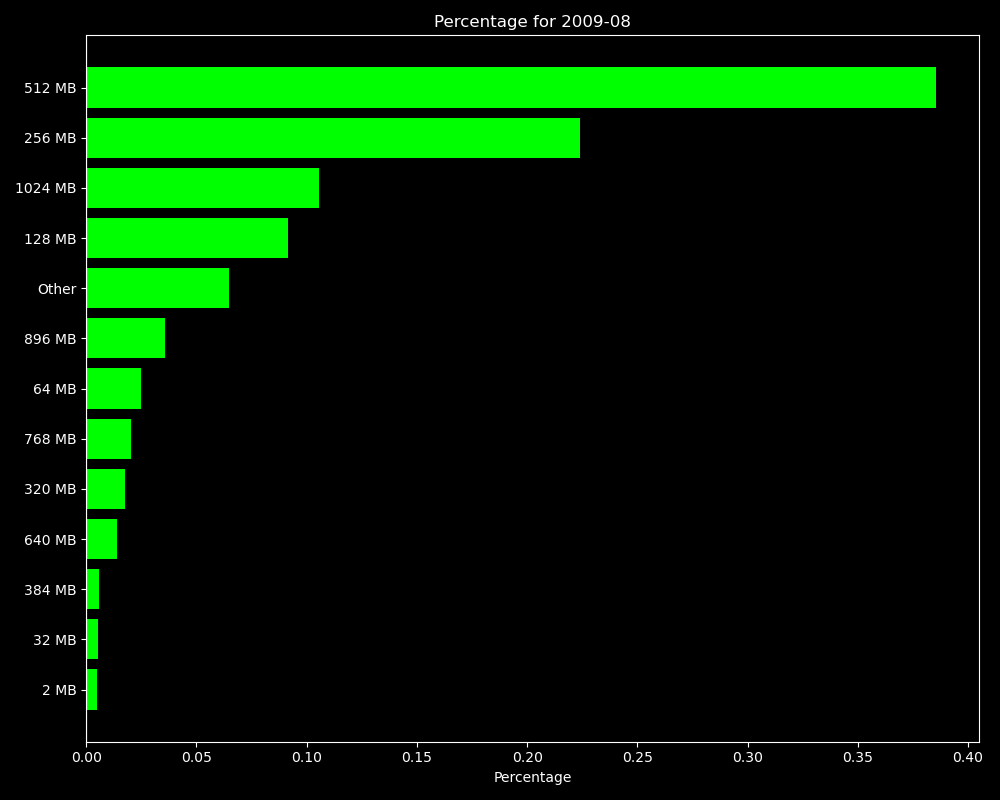 Percentage for 2009-08
512 MB
256 MB
1024 MB
128 MB
Other
896 MB
64 MB
768 MB
320 MB
640 MB
384 MB
32 MB
2 MB
0.00 0.05 0.10 0.15 0.20 0.25 0.30 0.35 0.40
Percentage